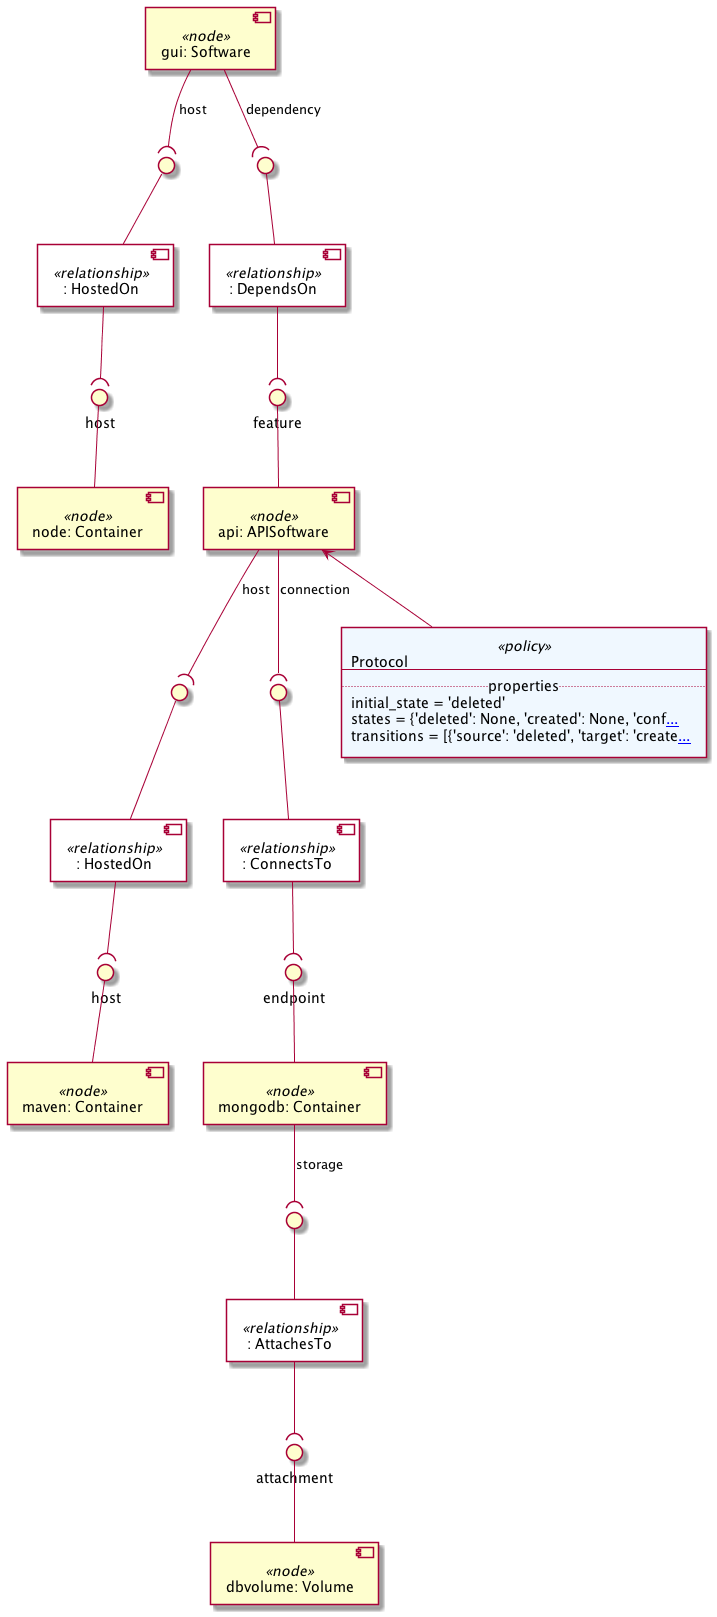 «node»
gui: Software
host
dependency
«relationship»
: HostedOn
«relationship»
: DependsOn
host
feature
«node»
node: Container
«node»
api: APISoftware
host
connection
«policy»
Protocol
properties
initial_state = 'deleted'
states = {'deleted': None, 'created': None, 'conf...
transitions = [{'source': 'deleted', 'target': 'create...
«relationship»
: HostedOn
«relationship»
: ConnectsTo
host
endpoint
«node»
maven: Container
«node»
mongodb: Container
storage
«relationship»
: AttachesTo
attachment
«node»
dbvolume: Volume